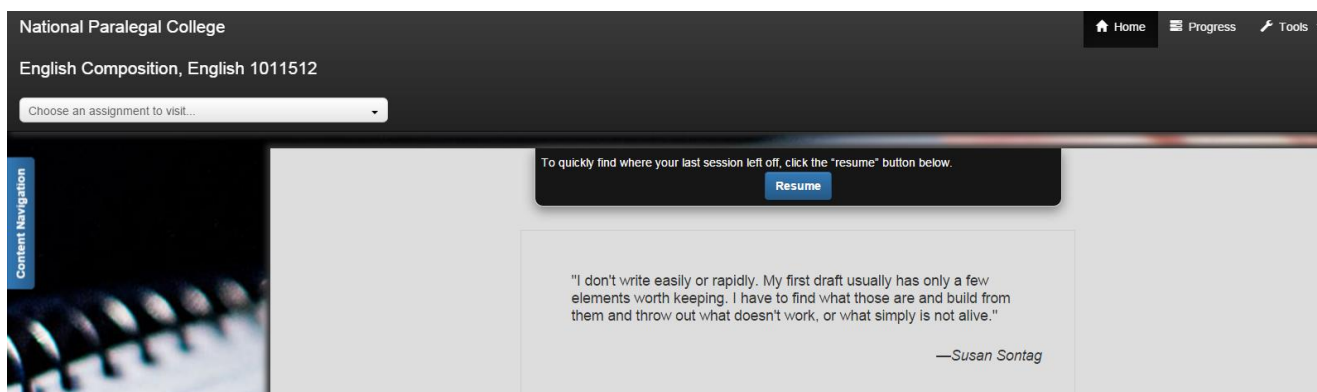 National Paralegal College
Home
Progress
Tools
English Composition, English 1011512
Choose an assignment to visit...
Content Navigation
To quickly find where your last session left off, click the "resume" button below.
Resume
"I don't write easily or rapidly. My first draft usually has only a few
elements worth keeping. I have to find what those are and build from
them and throw out what doesn't work, or what simply is not alive."
—Susan Sontag